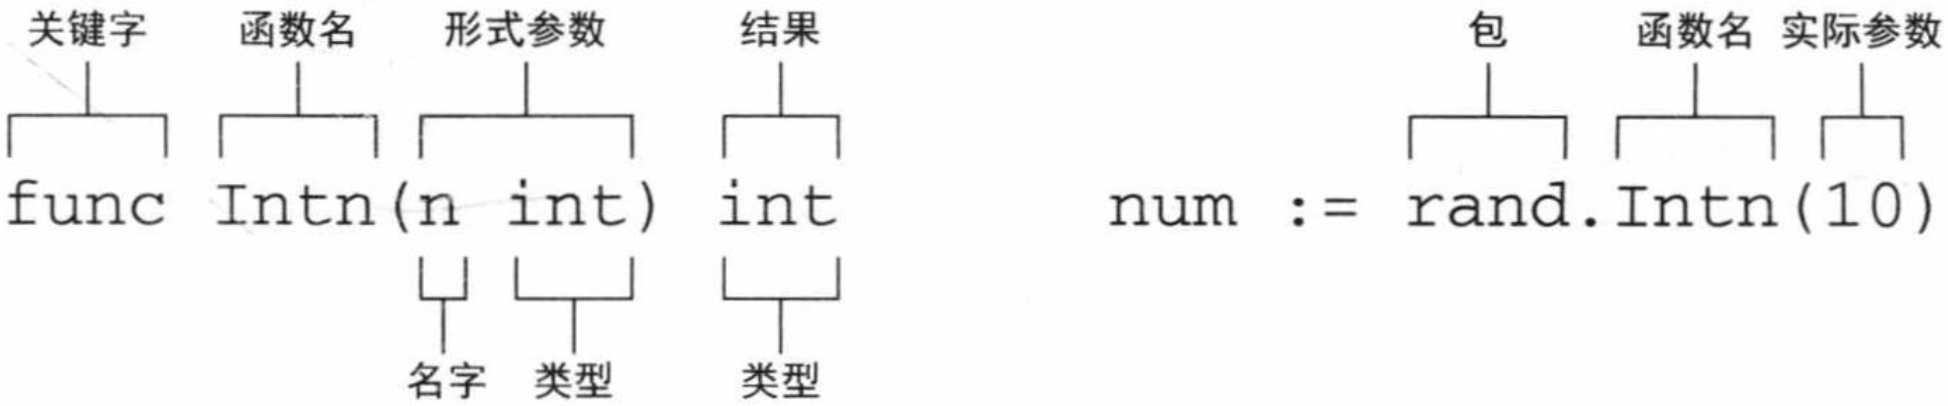 关键字 函数名 形式参数 结果 包 函数名 实际参数
func Intn(n int) int num := rand.Intn(10)
名字 类型 类型